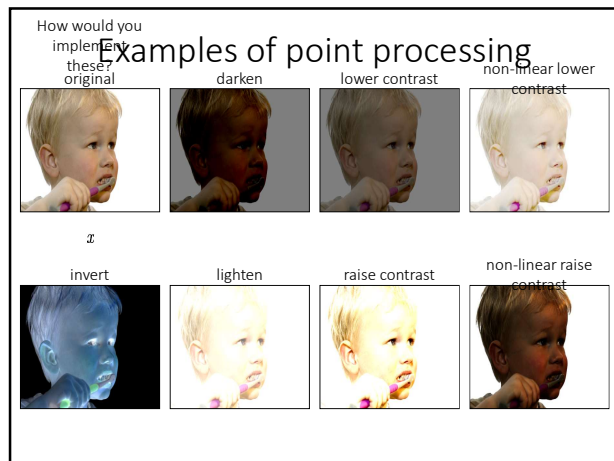 How would you
implement
these?
Examples of point processing
original
darken
lower contrast
non-linear lower
contrast
x
invert
lighten
raise contrast
non-linear raise
contrast